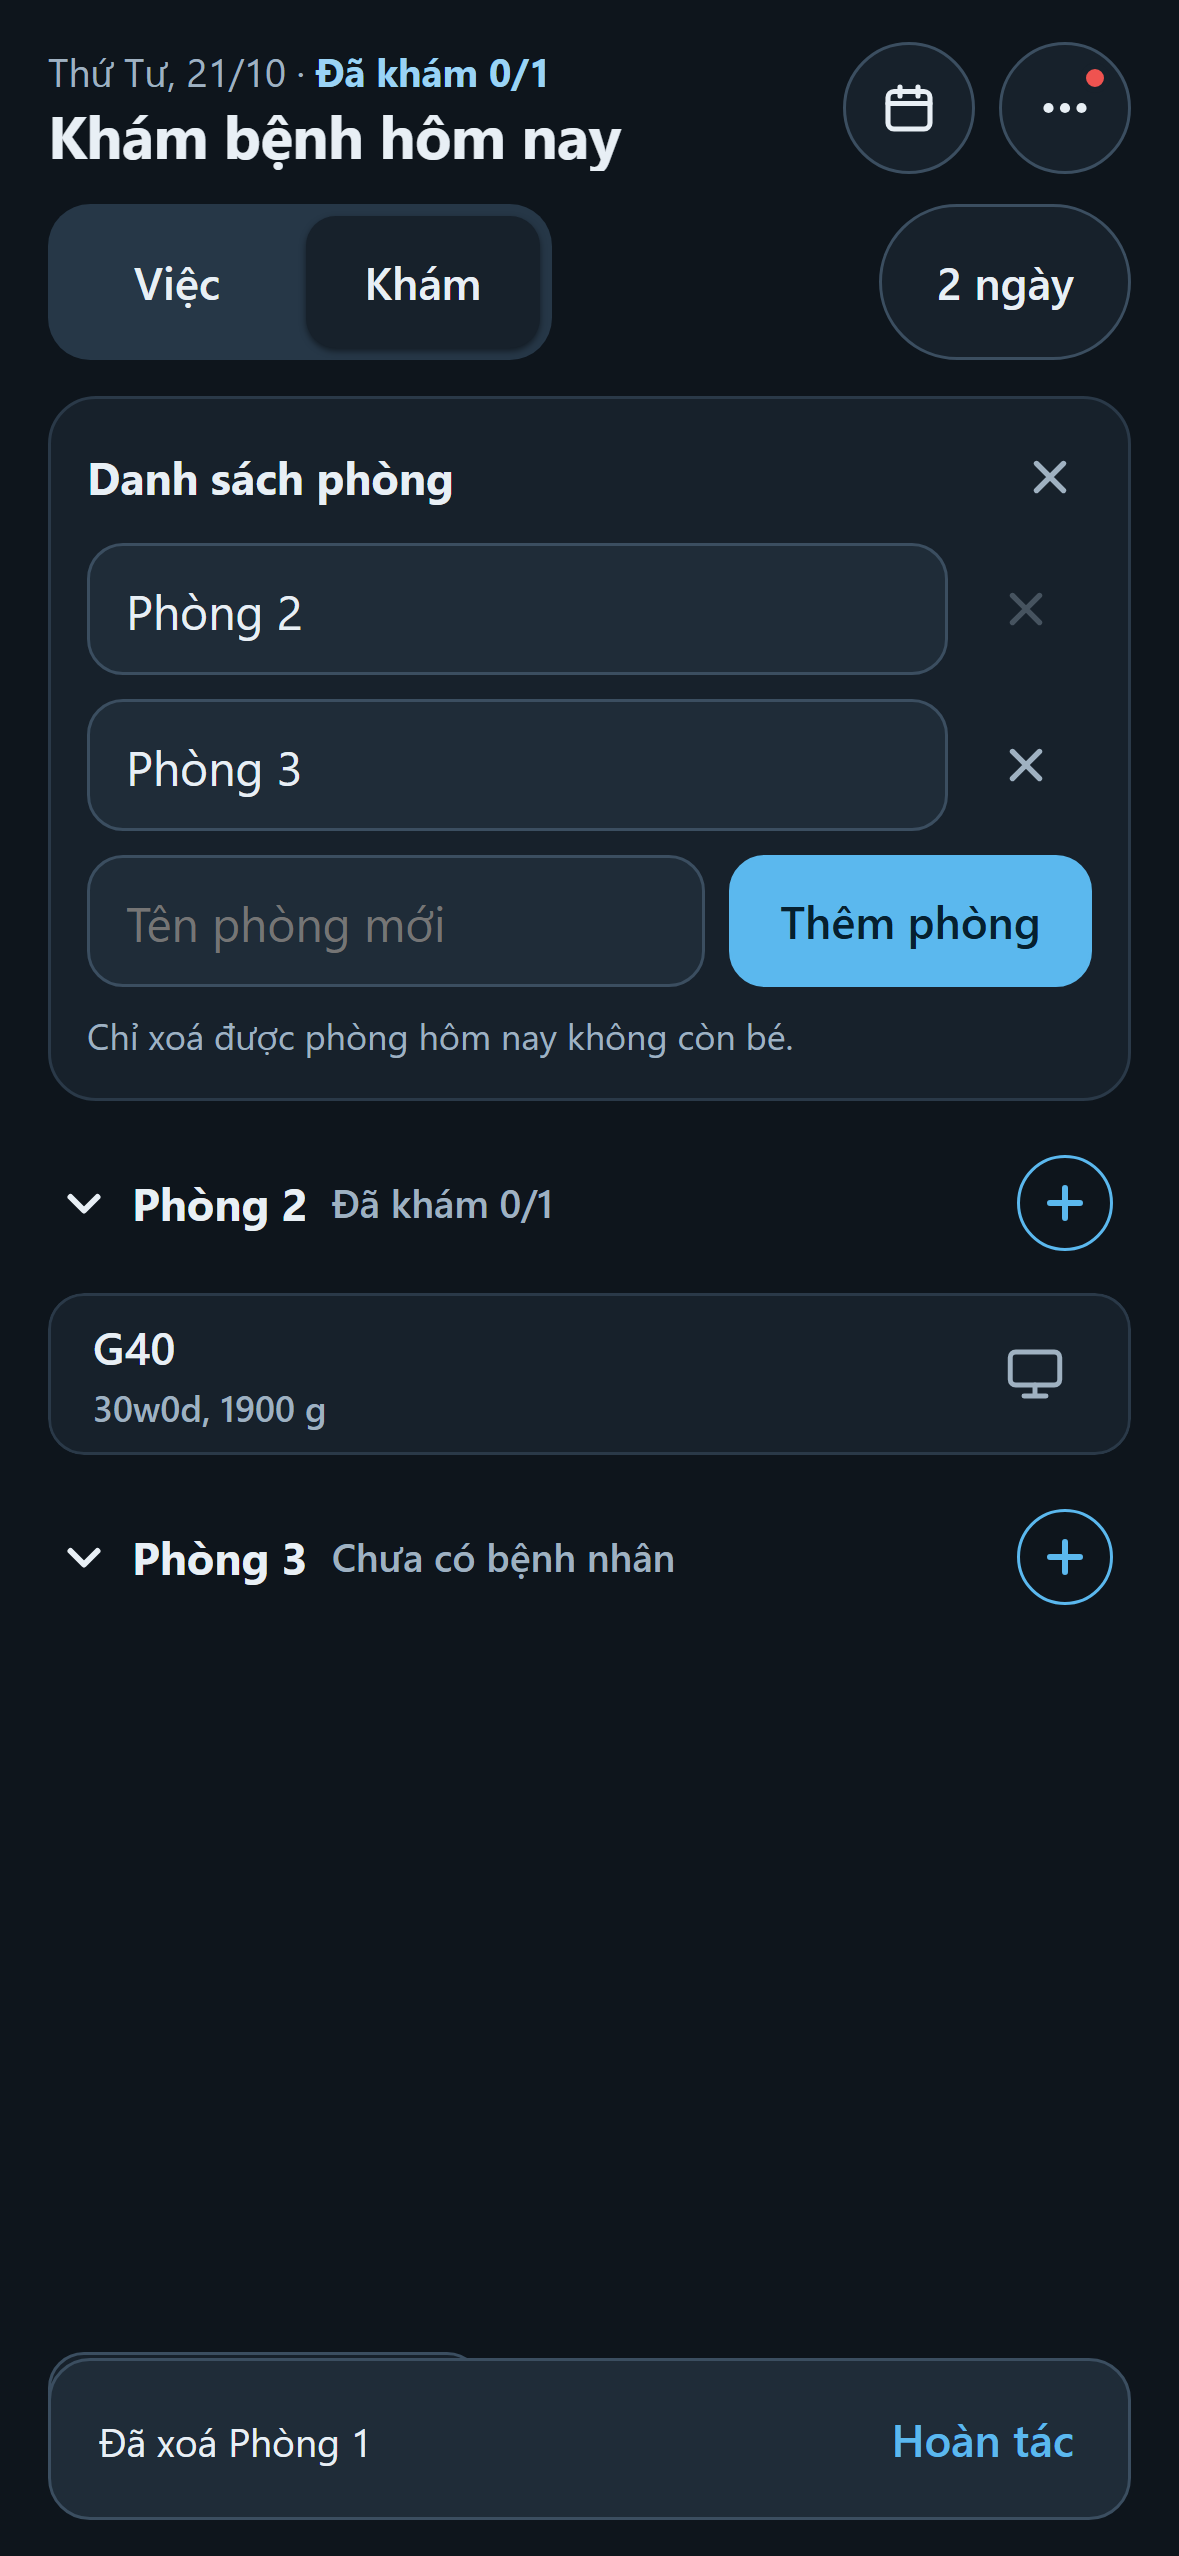 Thứ Tư, 21/10 · Đã khám 0/1
Khám bệnh hôm nay
Việc
Khám
2 ngày
Danh sách phòng
Phòng 2
Phòng 3
Tên phòng mới
Thêm phòng
Chỉ xoá được phòng hôm nay không còn bé.
Phòng 2 Đã khám 0/1
G40
30w0d, 1900 g
Phòng 3 Chưa có bệnh nhân
Đã xoá Phòng 1
Hoàn tác